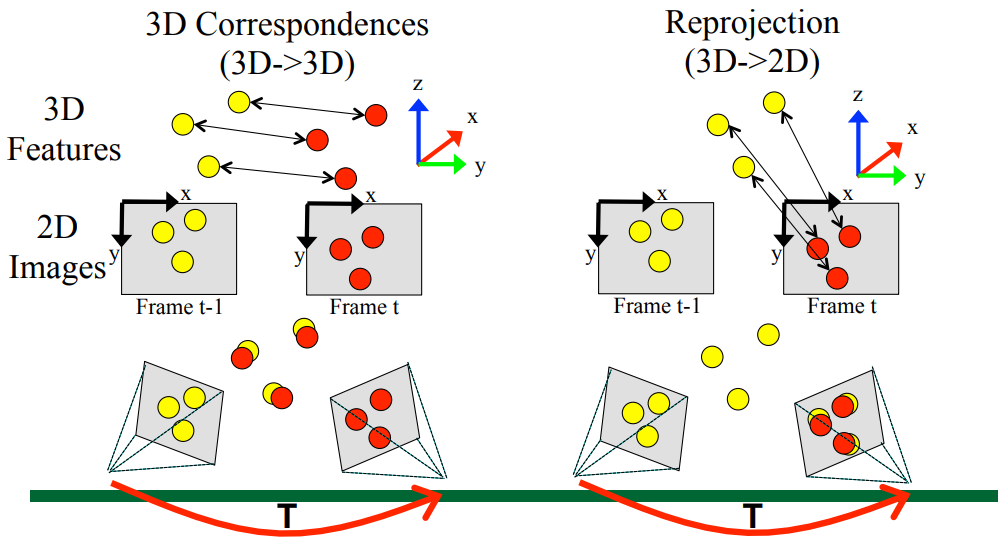 3D Correspondences
(3D->3D)
Reprojection
(3D->2D)
3D
Features
z
x
y
z
x
y
2D
Images
x
y
x
y
x
y
x
y
Frame t-1
Frame t
Frame t-1
Frame t
T
T